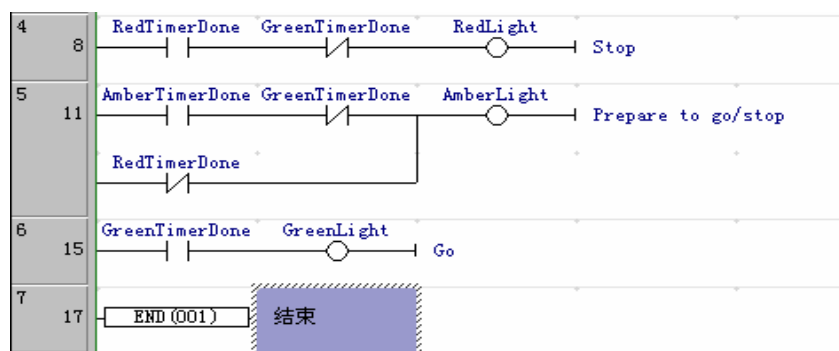 4 RedTimerDone GreenTimerDone RedLight
8 Stop
5 AmberTimerDone GreenTimerDone AmberLight
11 Prepare to go/stop
RedTimerDone
6 GreenTimerDone GreenLight
15 Go
7
17 END(001) 结束